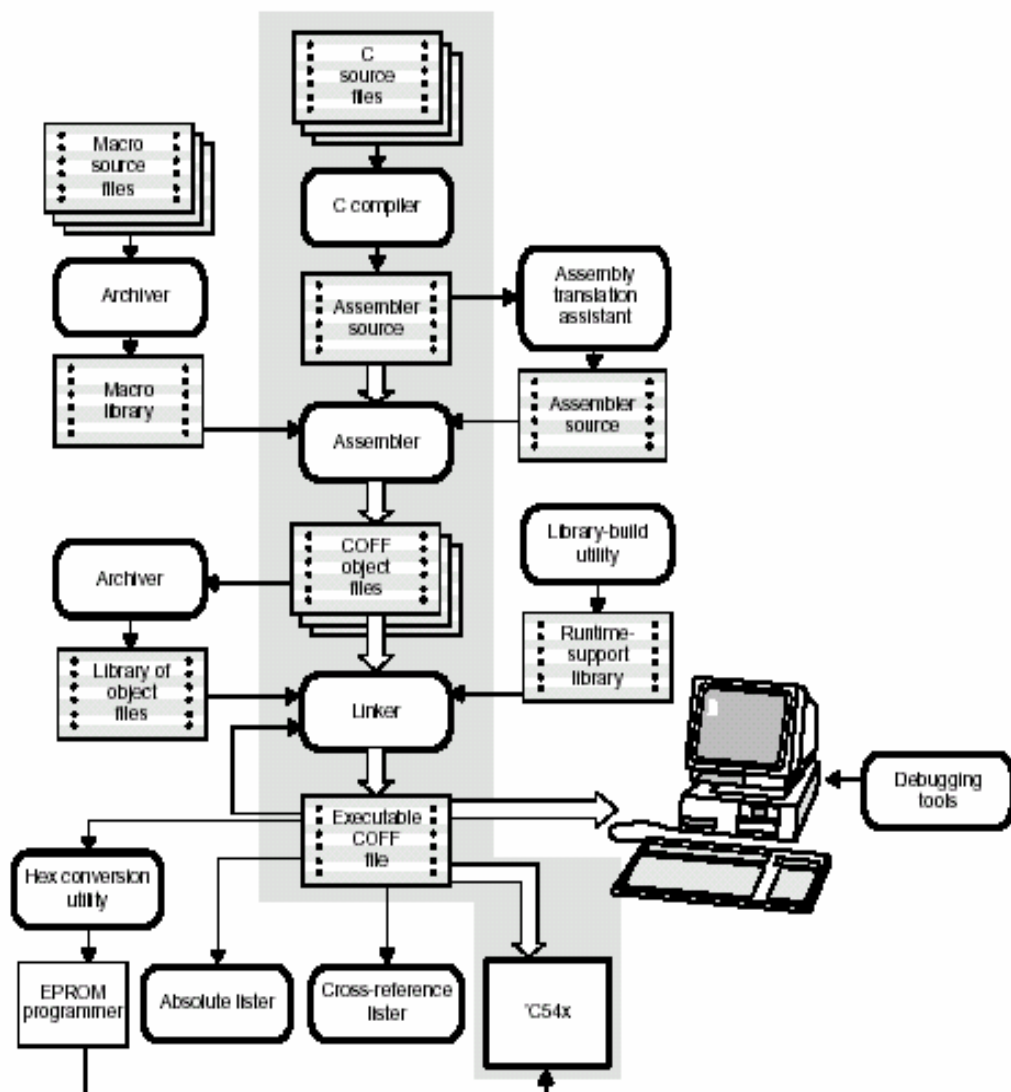 C
source
files
Macro
source
files
C compiler
Archiver
Assembler
source
Assembly
translation
assistant
Macro
library
Assembler
Assembler
source
COFF
object
files
Library-build
utility
Archiver
Runtime-
support
library
Library of
object
files
Linker
Debugging
tools
Executable
COFF
file
Hex conversion
utility
EPROM
programmer
Absolute lister
Cross-reference
lister
'C54x